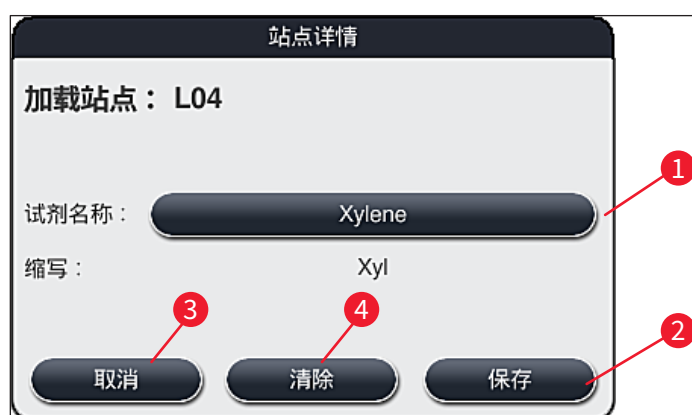 站点详情
加载站点： L04
1
试剂名称： Xylene
缩写： Xyl
3 4
2
取消 清除 保存